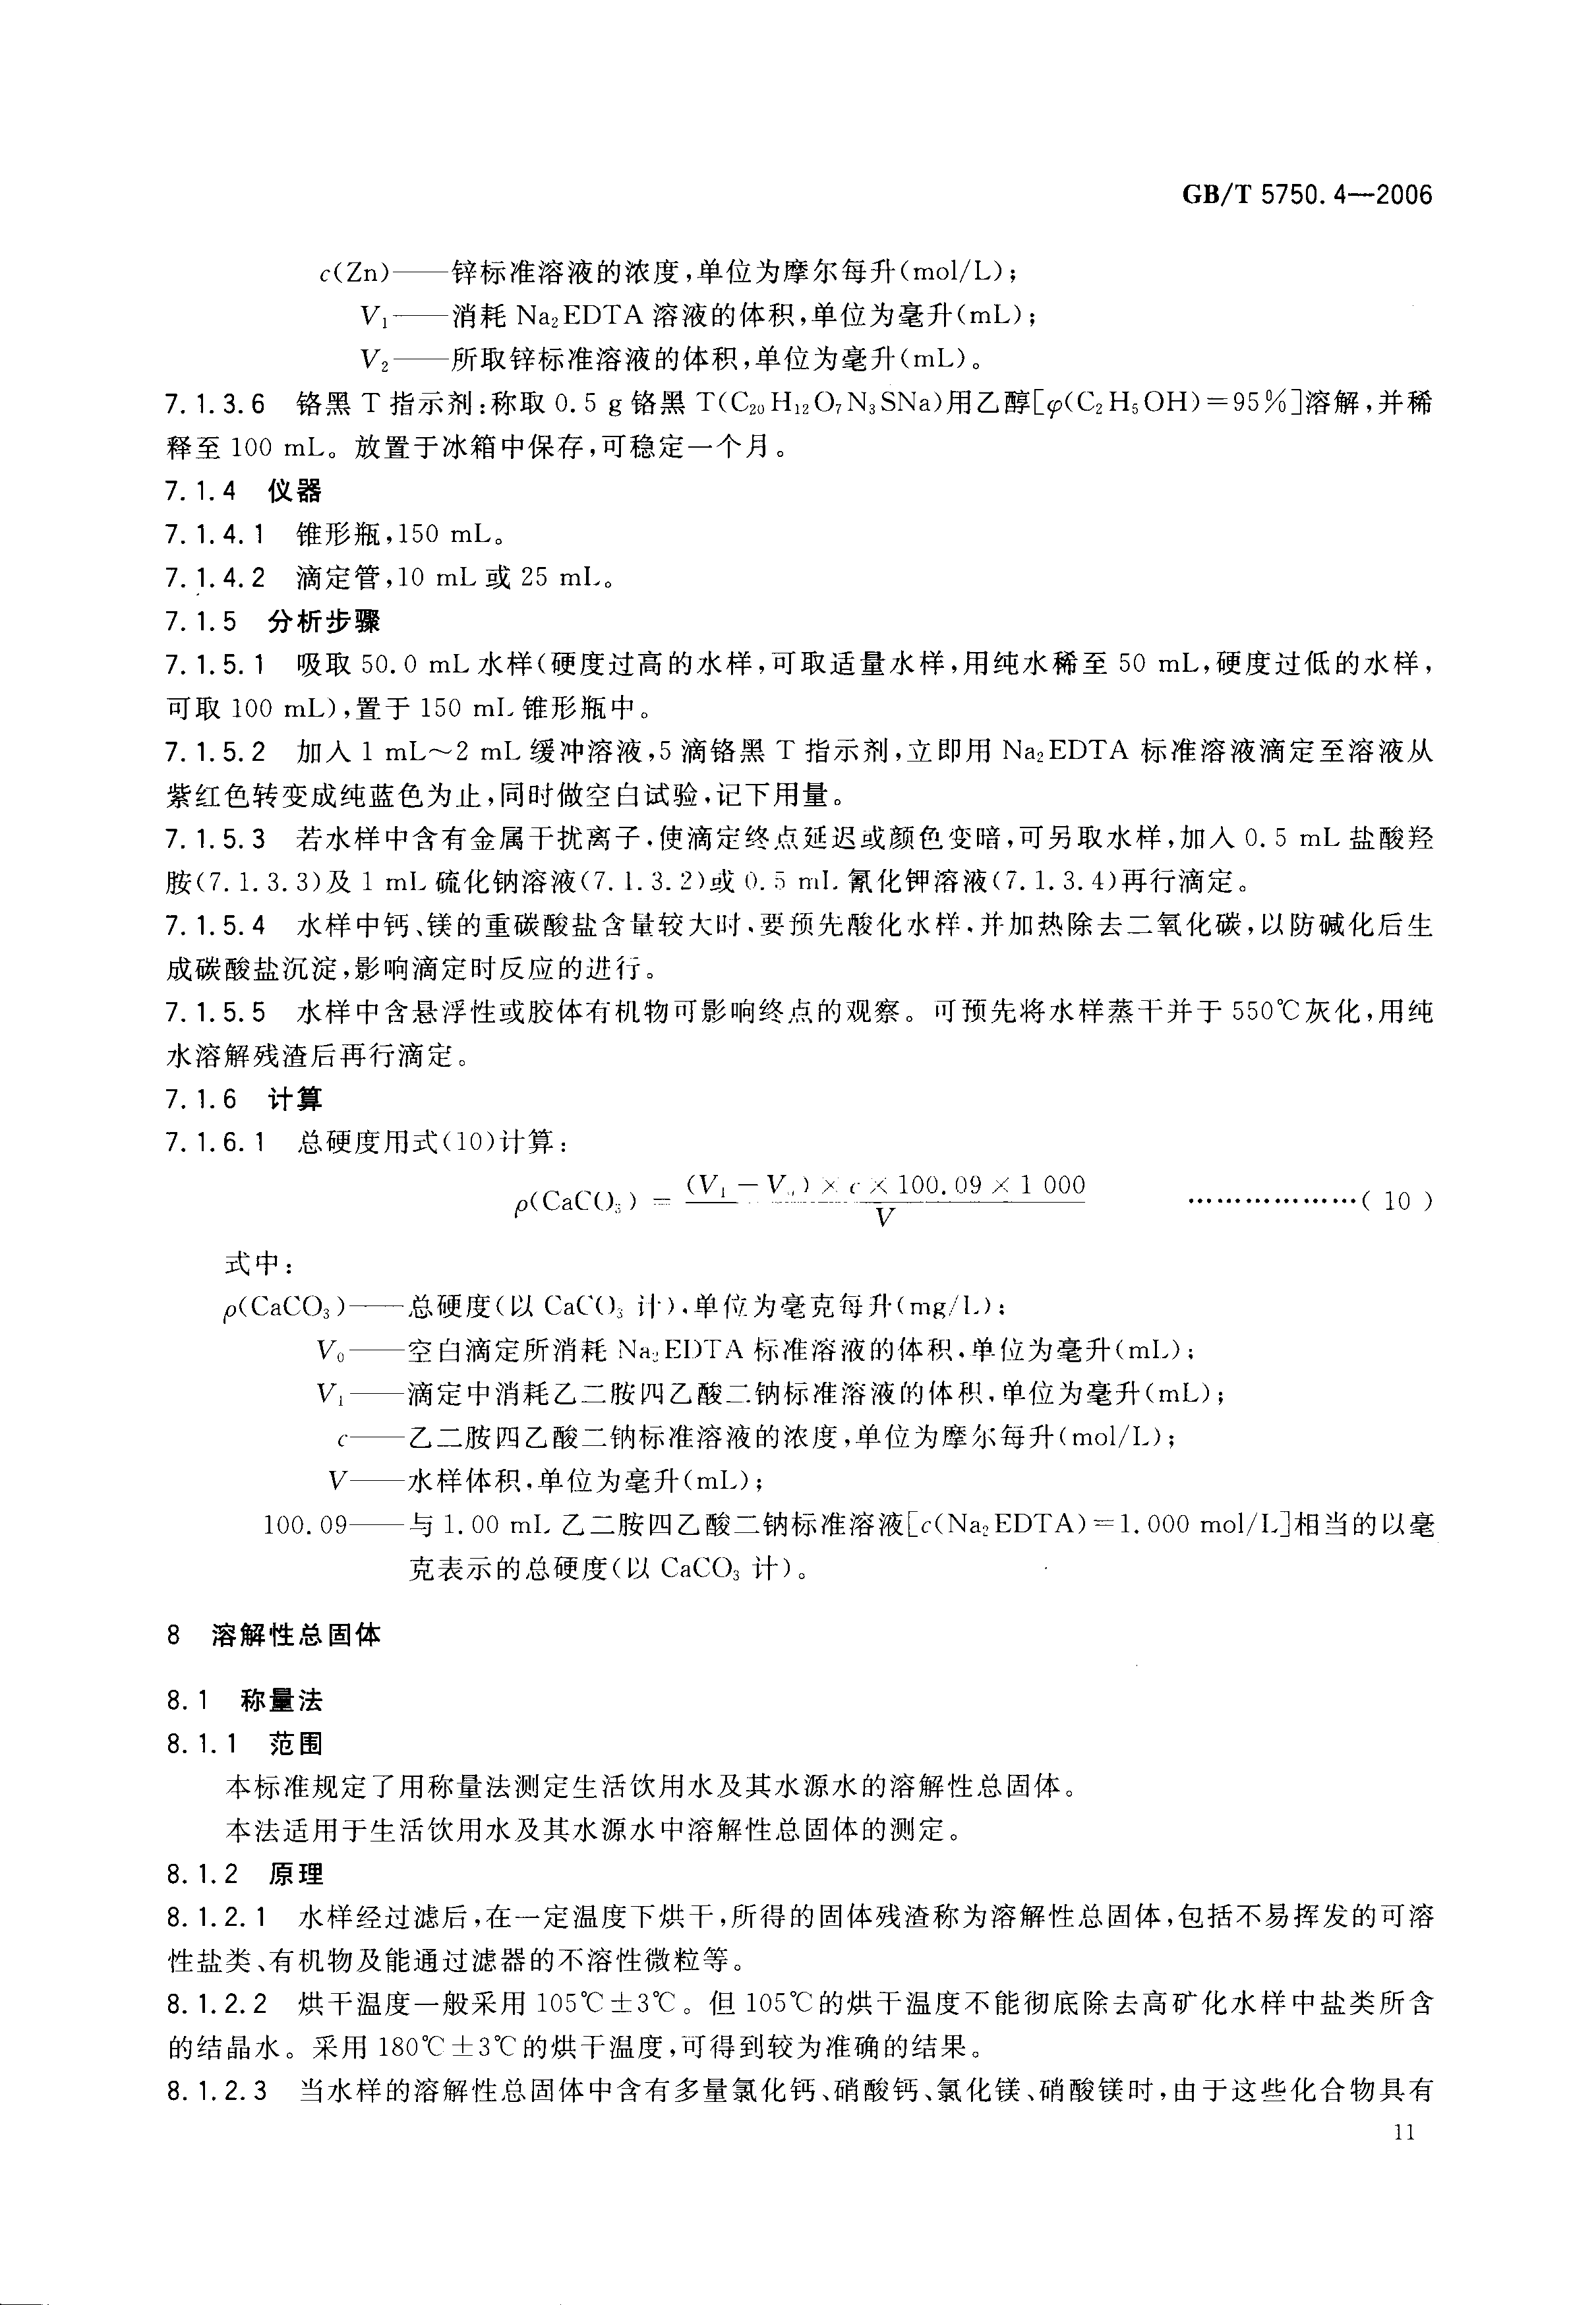 GB/T 5750.4—2006
c(Zn)——锌标准溶液的浓度,单位为摩尔每升(mol/L);
V₁——消耗 Na₂EDTA 溶液的体积,单位为毫升(mL);
V₂——所取锌标准溶液的体积,单位为毫升(mL)。
7.1.3.6 铬黑 T 指示剂:称取 0.5 g 铬黑 T(C₂₀H₁₂O₇N₃SNa)用乙醇[φ(C₂H₅OH)=95%]溶解,并稀
释至 100 mL。放置于冰箱中保存,可稳定一个月。
7.1.4 仪器
7.1.4.1 锥形瓶,150 mL。
7.1.4.2 滴定管,10 mL 或 25 mL。
7.1.5 分析步骤
7.1.5.1 吸取 50.0 mL 水样(硬度过高的水样,可取适量水样,用纯水稀至 50 mL,硬度过低的水样,
可取 100 mL),置于 150 mL 锥形瓶中。
7.1.5.2 加入 1 mL~2 mL 缓冲溶液,5 滴铬黑 T 指示剂,立即用 Na₂EDTA 标准溶液滴定至溶液从
紫红色转变成纯蓝色为止,同时做空白试验,记下用量。
7.1.5.3 若水样中含有金属干扰离子,使滴定终点延迟或颜色变暗,可另取水样,加入 0.5 mL 盐酸羟
胺(7.1.3.3)及 1 mL 硫化钠溶液(7.1.3.2)或 0.5 mL 氰化钾溶液(7.1.3.4)再行滴定。
7.1.5.4 水样中钙、镁的重碳酸盐含量较大时,要预先酸化水样,并加热除去二氧化碳,以防碱化后生
成碳酸盐沉淀,影响滴定时反应的进行。
7.1.5.5 水样中含悬浮性或胶体有机物可影响终点的观察。可预先将水样蒸干并于 550℃灰化,用纯
水溶解残渣后再行滴定。
7.1.6 计算
7.1.6.1 总硬度用式(10)计算:
ρ(CaCO₃) = (V₁ − V₀) × c × 100.09 × 1 000 / V ………………( 10 )
式中:
ρ(CaCO₃)——总硬度(以 CaCO₃ 计),单位为毫克每升(mg/L);
V₀——空白滴定所消耗 Na₂EDTA 标准溶液的体积,单位为毫升(mL);
V₁——滴定中消耗乙二胺四乙酸二钠标准溶液的体积,单位为毫升(mL);
c——乙二胺四乙酸二钠标准溶液的浓度,单位为摩尔每升(mol/L);
V——水样体积,单位为毫升(mL);
100.09——与 1.00 mL 乙二胺四乙酸二钠标准溶液[c(Na₂EDTA)=1.000 mol/L]相当的以毫
克表示的总硬度(以 CaCO₃ 计)。
8 溶解性总固体
8.1 称量法
8.1.1 范围
本标准规定了用称量法测定生活饮用水及其水源水的溶解性总固体。
本法适用于生活饮用水及其水源水中溶解性总固体的测定。
8.1.2 原理
8.1.2.1 水样经过滤后,在一定温度下烘干,所得的固体残渣称为溶解性总固体,包括不易挥发的可溶
性盐类、有机物及能通过滤器的不溶性微粒等。
8.1.2.2 烘干温度一般采用 105℃±3℃。但 105℃的烘干温度不能彻底除去高矿化水样中盐类所含
的结晶水。采用 180℃±3℃的烘干温度,可得到较为准确的结果。
8.1.2.3 当水样的溶解性总固体中含有多量氯化钙、硝酸钙、氯化镁、硝酸镁时,由于这些化合物具有
11